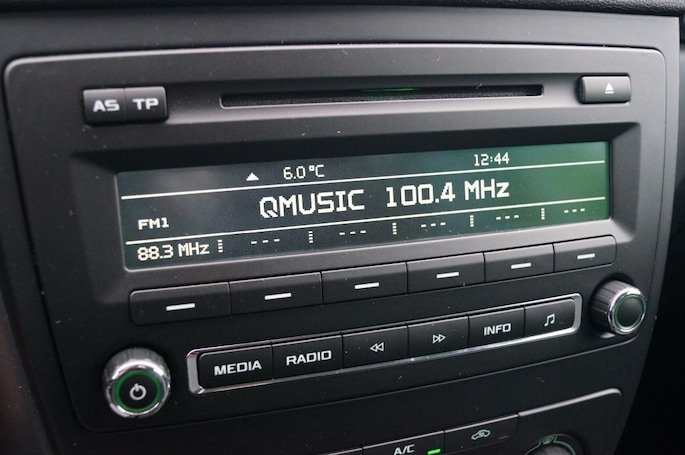 AS TP
6.0 °C 12:44
QMUSIC 100.4 MHz
FM1
88.3 MHz --- --- --- --- ---
MEDIA RADIO INFO
A/C